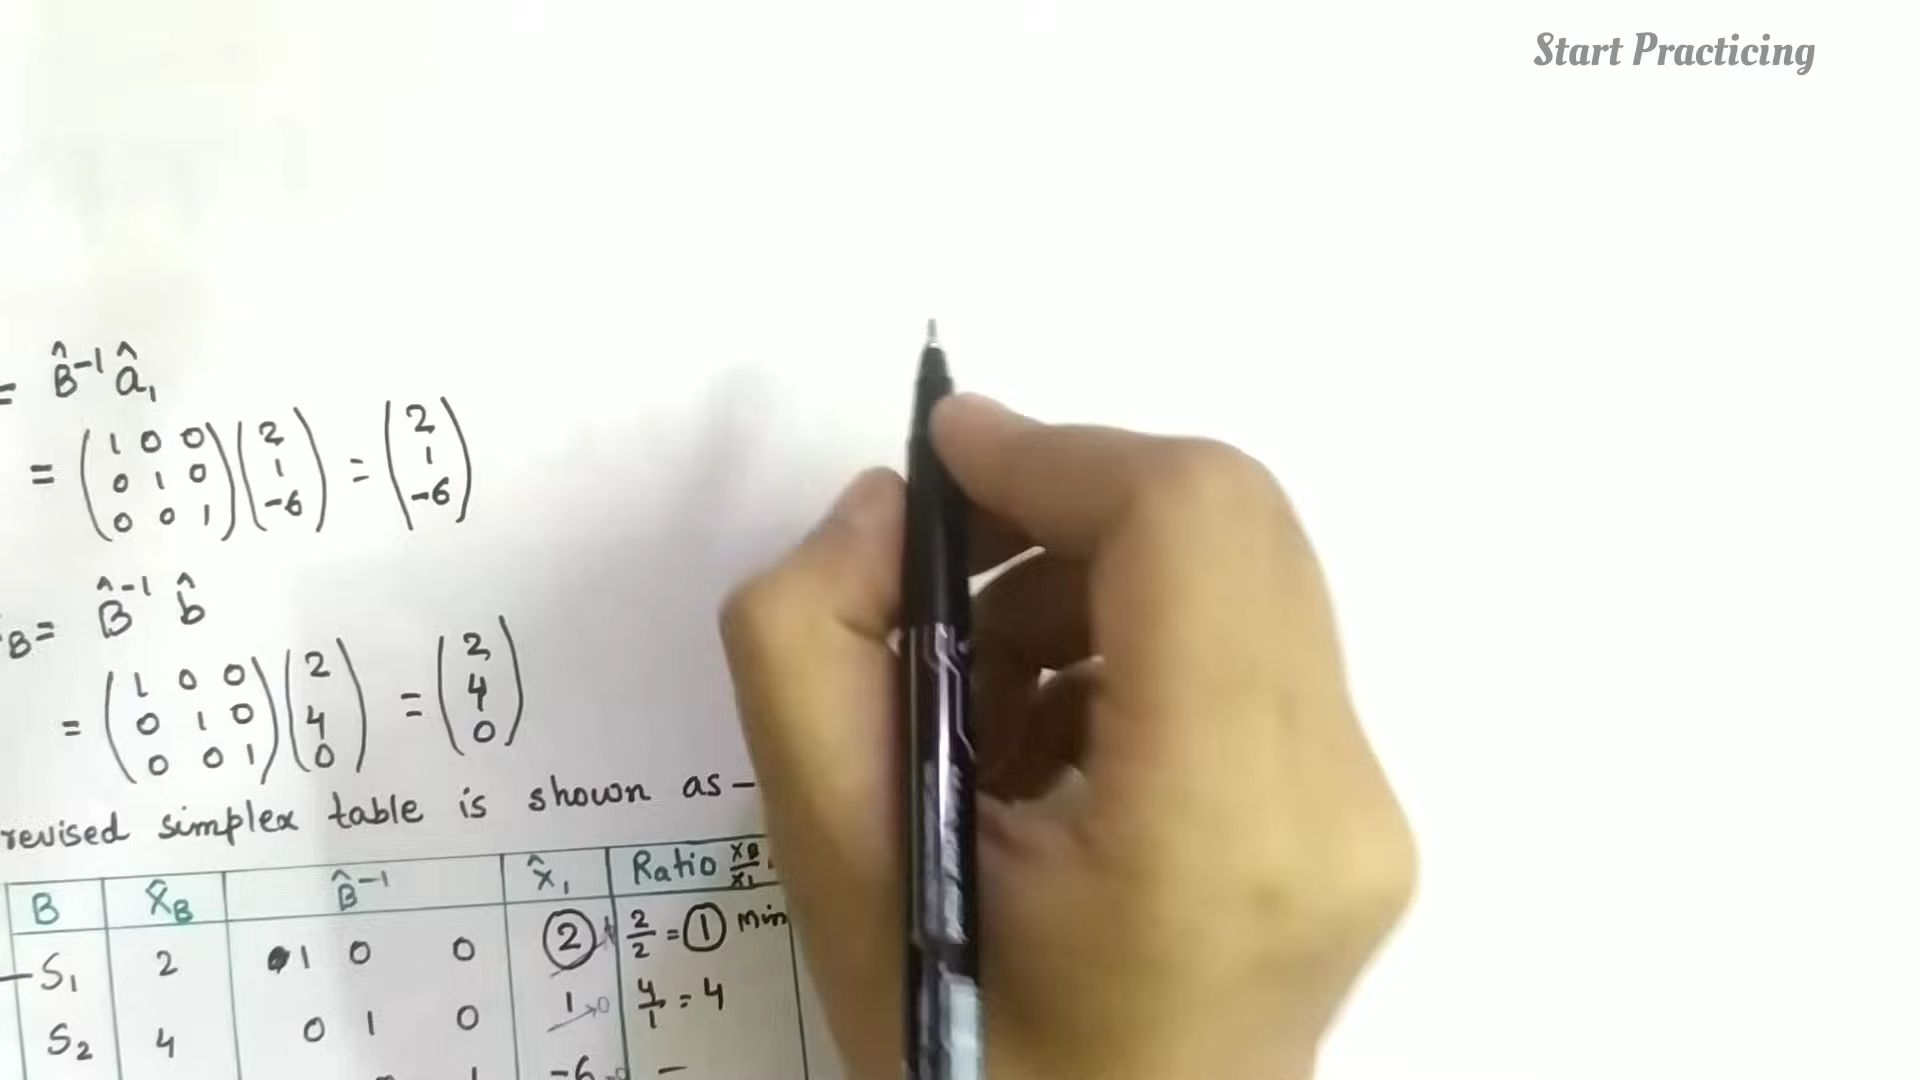 Start Practicing
= B̂⁻¹ â₁
= (1 0 0
0 1 0
0 0 1) (2
1
-6) = (2
1
-6)
B = B̂⁻¹ b̂
= (1 0 0
0 1 0
0 0 1) (2
4
0) = (2
4
0)
revised simplex table is shown as –
B X̂B B̂⁻¹ x̂₁ Ratio XB/X1
S1 2 1 0 0 2 2/2 = 1 Min
S2 4 0 1 0 1 → 0 4/1 = 4
1 -6 –